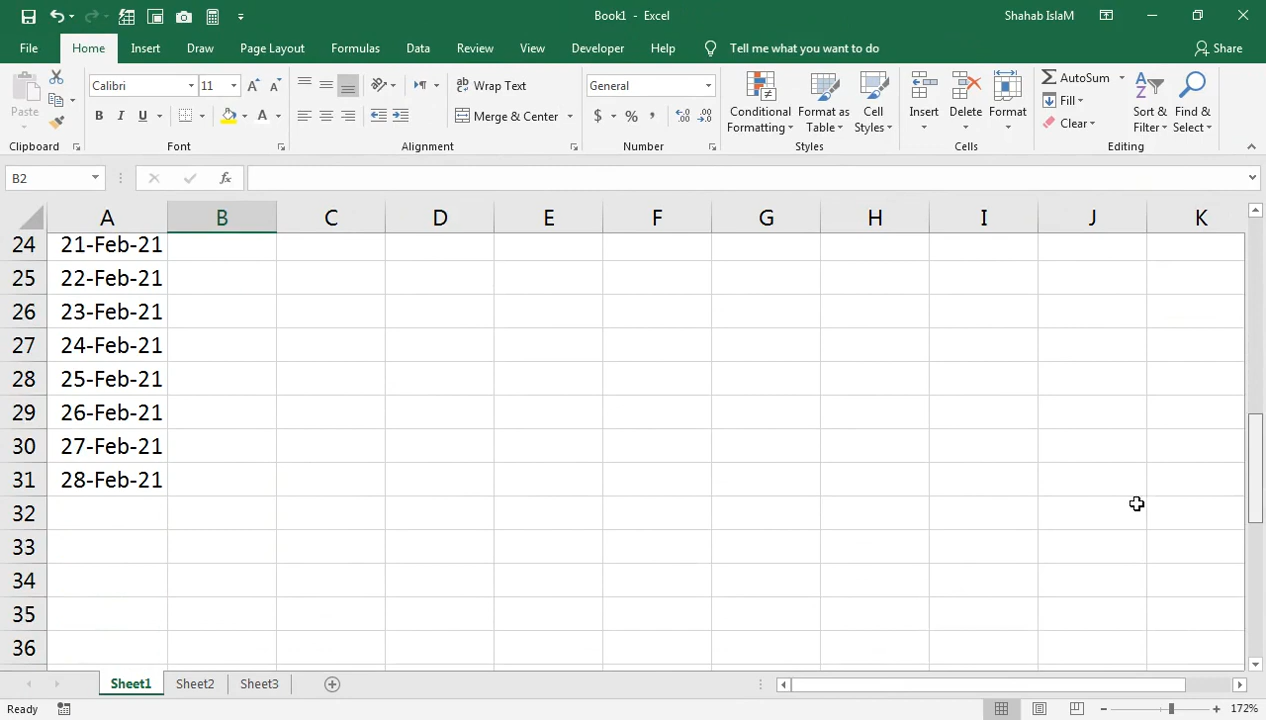 Book1 - Excel
Shahab IslaM
File Home Insert Draw Page Layout Formulas Data Review View Developer Help Tell me what you want to do Share
Paste
Calibri 11
B I U
A
Wrap Text
Merge & Center
General
$ % ,
Conditional Formatting
Format as Table
Cell Styles
Insert
Delete
Format
AutoSum
Fill
Clear
Sort & Filter
Find & Select
Clipboard Font Alignment Number Styles Cells Editing
B2 fx
A B C D E F G H I J K
24 21-Feb-21
25 22-Feb-21
26 23-Feb-21
27 24-Feb-21
28 25-Feb-21
29 26-Feb-21
30 27-Feb-21
31 28-Feb-21
32
33
34
35
36
Sheet1 Sheet2 Sheet3
Ready 172%